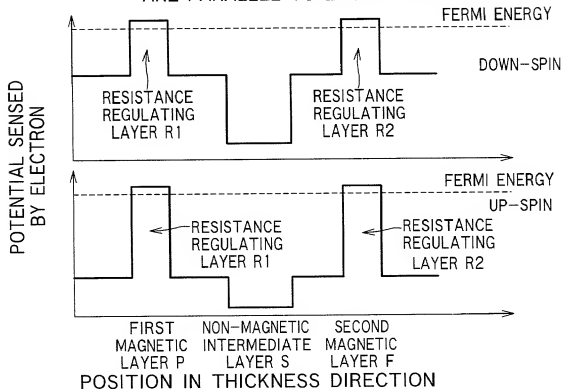 FERMI ENERGY
DOWN-SPIN
RESISTANCE
REGULATING
LAYER R1
RESISTANCE
REGULATING
LAYER R2
POTENTIAL SENSED
BY ELECTRON
FERMI ENERGY
UP-SPIN
RESISTANCE
REGULATING
LAYER R1
RESISTANCE
REGULATING
LAYER R2
FIRST
MAGNETIC
LAYER P
NON-MAGNETIC
INTERMEDIATE
LAYER S
SECOND
MAGNETIC
LAYER F
POSITION IN THICKNESS DIRECTION